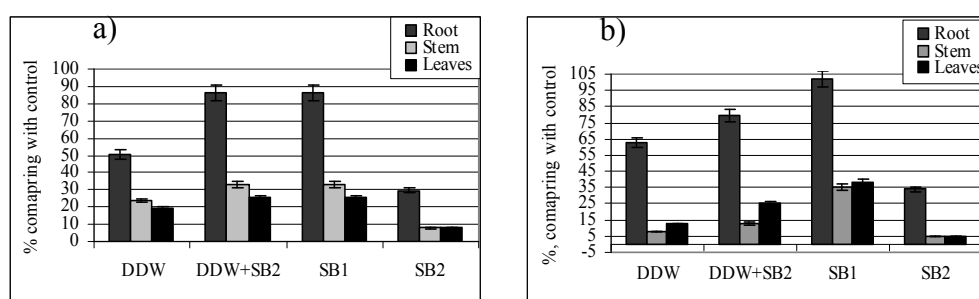 a)
Root
Stem
Leaves
% comapring with control
100
90
80
70
60
50
40
30
20
10
0
DDW DDW+SB2 SB1 SB2
b)
Root
Stem
Leaves
%, comapring with control
105
95
85
75
65
55
45
35
25
15
5
-5
DDW DDW+SB2 SB1 SB2